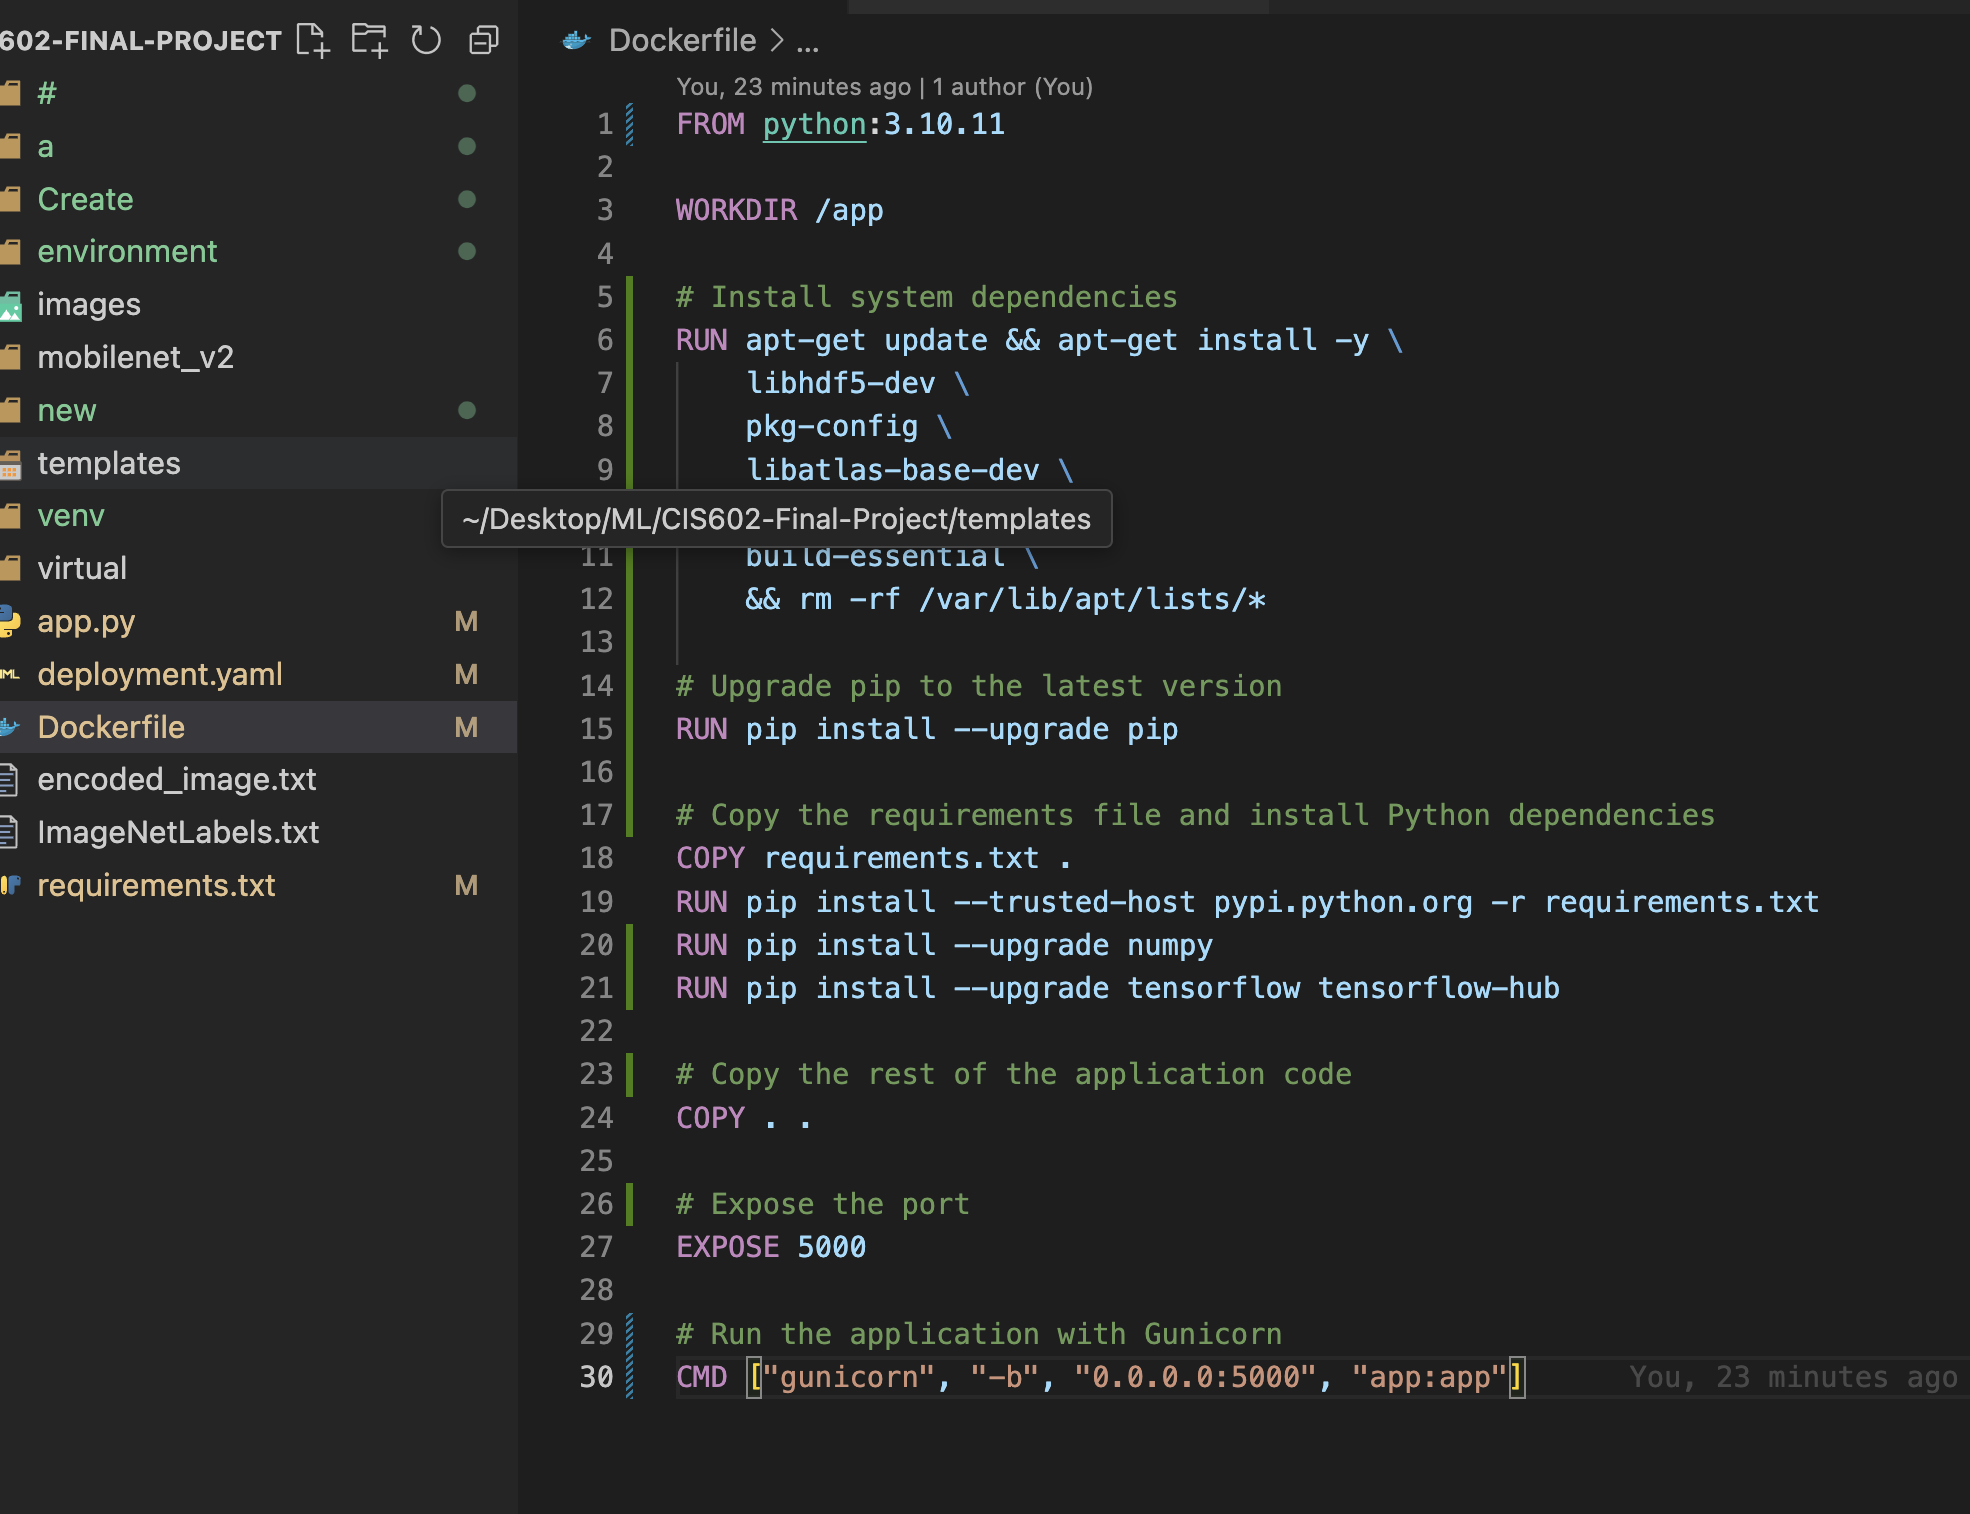 602-FINAL-PROJECT
#
a
Create
environment
images
mobilenet_v2
new
templates
venv
virtual
app.py M
deployment.yaml M
Dockerfile M
encoded_image.txt
ImageNetLabels.txt
requirements.txt M
Dockerfile > ...
You, 23 minutes ago | 1 author (You)
1 FROM python:3.10.11
2
3 WORKDIR /app
4
5 # Install system dependencies
6 RUN apt-get update && apt-get install -y \
7 libhdf5-dev \
8 pkg-config \
9 libatlas-base-dev \
~/Desktop/ML/CIS602-Final-Project/templates
11 build-essential \
12 && rm -rf /var/lib/apt/lists/*
13
14 # Upgrade pip to the latest version
15 RUN pip install --upgrade pip
16
17 # Copy the requirements file and install Python dependencies
18 COPY requirements.txt .
19 RUN pip install --trusted-host pypi.python.org -r requirements.txt
20 RUN pip install --upgrade numpy
21 RUN pip install --upgrade tensorflow tensorflow-hub
22
23 # Copy the rest of the application code
24 COPY . .
25
26 # Expose the port
27 EXPOSE 5000
28
29 # Run the application with Gunicorn
30 CMD ["gunicorn", "-b", "0.0.0.0:5000", "app:app"] You, 23 minutes ago